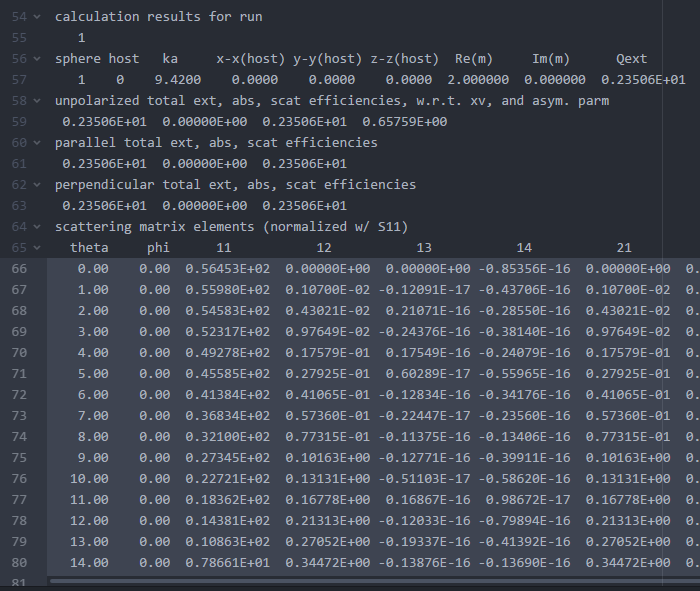 54 calculation results for run
55 1
56 sphere host ka x-x(host) y-y(host) z-z(host) Re(m) Im(m) Qext
57 1 0 9.4200 0.0000 0.0000 0.0000 2.000000 0.000000 0.23506E+01
58 unpolarized total ext, abs, scat efficiencies, w.r.t. xv, and asym. parm
59 0.23506E+01 0.00000E+00 0.23506E+01 0.65759E+00
60 parallel total ext, abs, scat efficiencies
61 0.23506E+01 0.00000E+00 0.23506E+01
62 perpendicular total ext, abs, scat efficiencies
63 0.23506E+01 0.00000E+00 0.23506E+01
64 scattering matrix elements (normalized w/ S11)
65 theta phi 11 12 13 14 21
66 0.00 0.00 0.56453E+02 0.00000E+00 0.00000E+00 -0.85356E-16 0.00000E+00 0.
67 1.00 0.00 0.55980E+02 0.10700E-02 -0.12091E-17 -0.43706E-16 0.10700E-02 0.
68 2.00 0.00 0.54583E+02 0.43021E-02 0.21071E-16 -0.28550E-16 0.43021E-02 0.
69 3.00 0.00 0.52317E+02 0.97649E-02 -0.24376E-16 -0.38140E-16 0.97649E-02 0.
70 4.00 0.00 0.49278E+02 0.17579E-01 0.17549E-16 -0.24079E-16 0.17579E-01 0.
71 5.00 0.00 0.45585E+02 0.27925E-01 0.60289E-17 -0.55965E-16 0.27925E-01 0.
72 6.00 0.00 0.41384E+02 0.41065E-01 -0.12834E-16 -0.34176E-16 0.41065E-01 0.
73 7.00 0.00 0.36834E+02 0.57360E-01 -0.22447E-17 -0.23560E-16 0.57360E-01 0.
74 8.00 0.00 0.32100E+02 0.77315E-01 -0.11375E-16 -0.13406E-16 0.77315E-01 0.
75 9.00 0.00 0.27345E+02 0.10163E+00 -0.12771E-16 -0.39911E-16 0.10163E+00 0.
76 10.00 0.00 0.22721E+02 0.13131E+00 -0.51103E-17 -0.58620E-16 0.13131E+00 0.
77 11.00 0.00 0.18362E+02 0.16778E+00 0.16867E-16 0.98672E-17 0.16778E+00 0.
78 12.00 0.00 0.14381E+02 0.21313E+00 -0.12033E-16 -0.79894E-16 0.21313E+00 0.
79 13.00 0.00 0.10863E+02 0.27052E+00 -0.19337E-16 -0.41392E-16 0.27052E+00 0.
80 14.00 0.00 0.78661E+01 0.34472E+00 -0.13876E-16 -0.13690E-16 0.34472E+00 0.
81